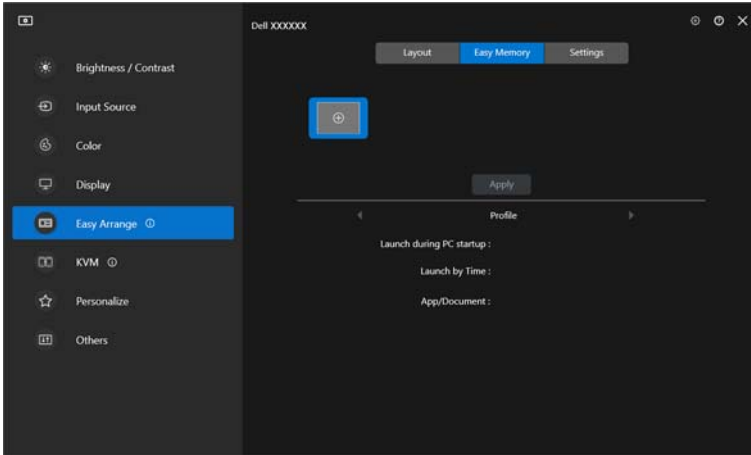 Dell XXXXXX
Layout
Easy Memory
Settings
Brightness / Contrast
Input Source
Color
Display
Easy Arrange
KVM
Personalize
Others
Apply
Profile
Launch during PC startup :
Launch by Time :
App/Document :